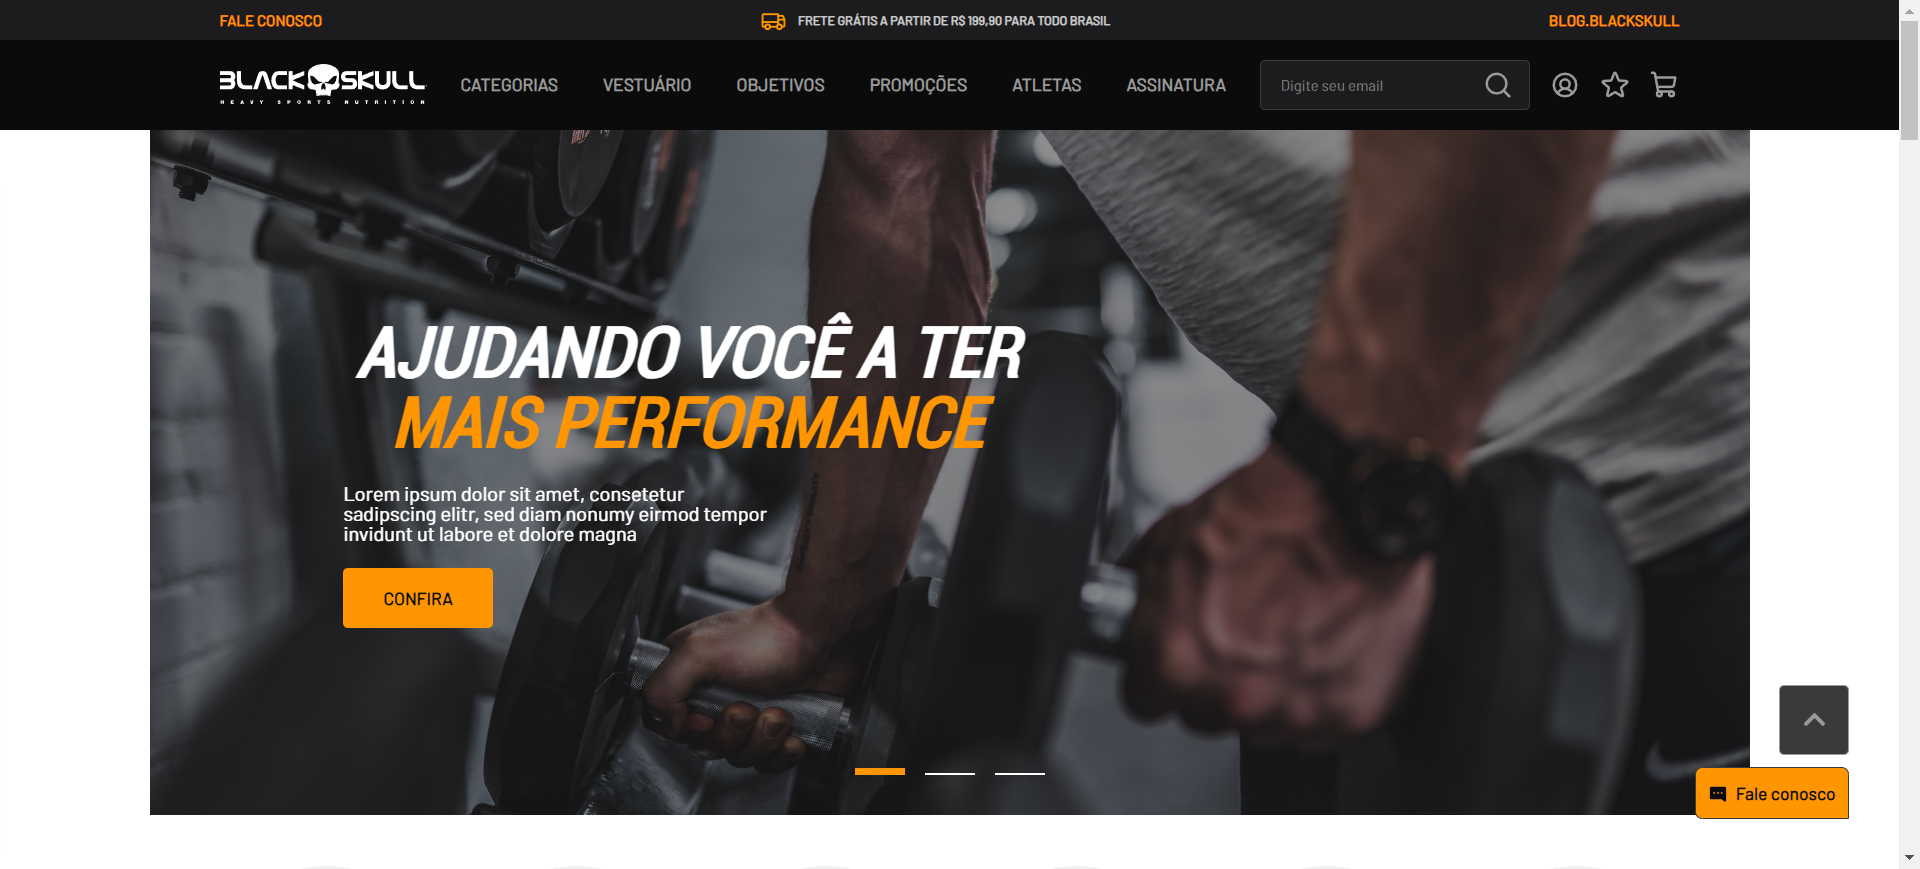 FALE CONOSCO
FRETE GRÁTIS A PARTIR DE R$ 199,90 PARA TODO BRASIL
BLOG.BLACKSKULL
BLACK SKULL
HEAVY SPORTS NUTRITION
CATEGORIAS
VESTUÁRIO
OBJETIVOS
PROMOÇÕES
ATLETAS
ASSINATURA
Digite seu email
AJUDANDO VOCÊ A TER
MAIS PERFORMANCE
Lorem ipsum dolor sit amet, consetetur
sadipscing elitr, sed diam nonumy eirmod tempor
invidunt ut labore et dolore magna
CONFIRA
Fale conosco